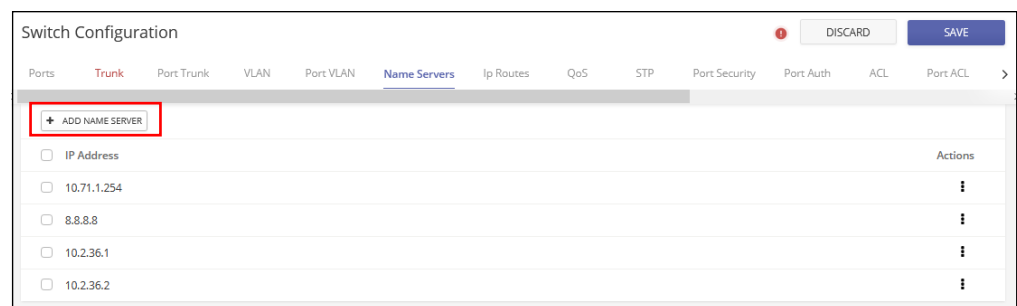 Switch Configuration
DISCARD
SAVE
Ports Trunk Port Trunk VLAN Port VLAN Name Servers Ip Routes QoS STP Port Security Port Auth ACL Port ACL
+ ADD NAME SERVER
IP Address Actions
10.71.1.254
8.8.8.8
10.2.36.1
10.2.36.2